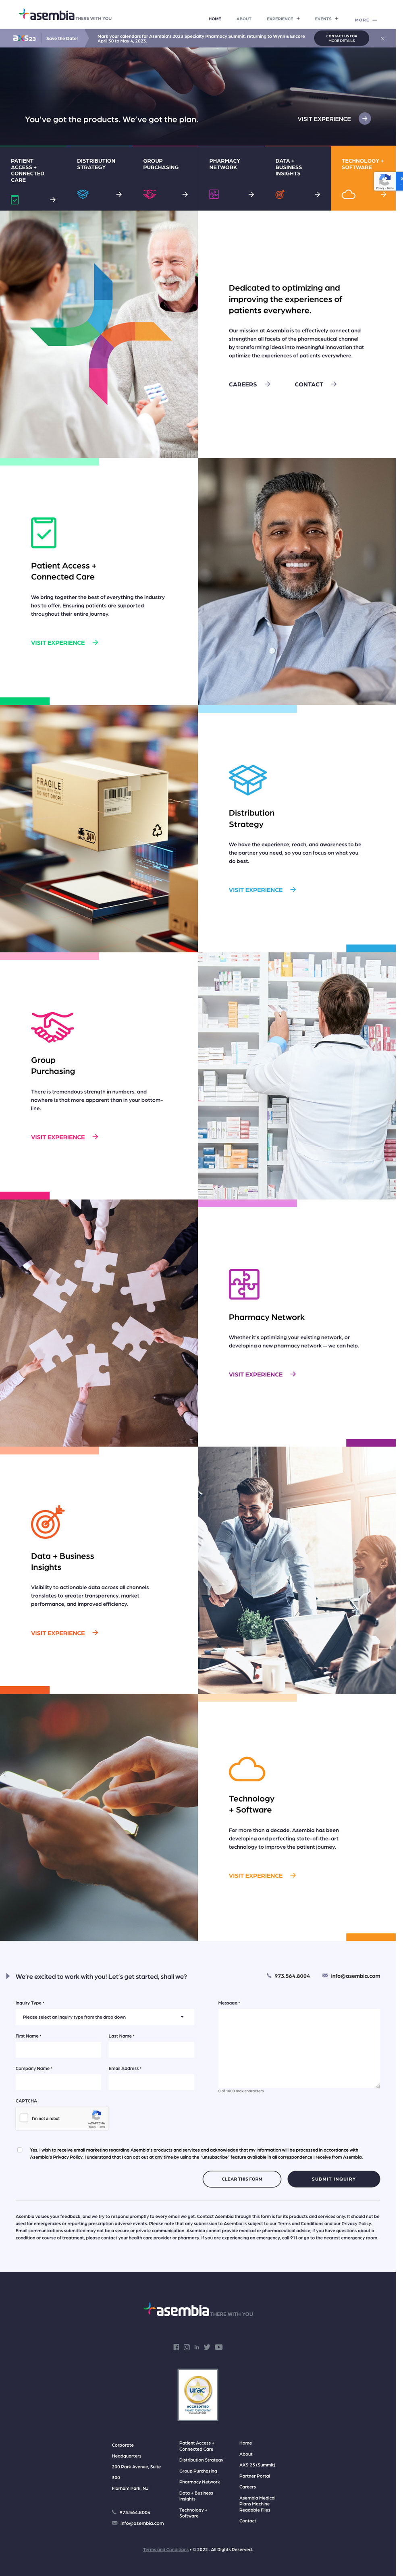 asembia THERE WITH YOU
HOME ABOUT EXPERIENCE + EVENTS + MORE
axs23 Save the Date! Mark your calendars for Asembia's 2023 Specialty Pharmacy Summit, returning to Wynn & Encore
April 30 to May 4, 2023.
CONTACT US FOR
MORE DETAILS
You've got the products. We've got the plan.
VISIT EXPERIENCE
PATIENT
ACCESS +
CONNECTED
CARE
DISTRIBUTION
STRATEGY
GROUP
PURCHASING
PHARMACY
NETWORK
DATA +
BUSINESS
INSIGHTS
TECHNOLOGY +
SOFTWARE
Privacy - Terms
Dedicated to optimizing and
improving the experiences of
patients everywhere.
Our mission at Asembia is to effectively connect and
strengthen all facets of the pharmaceutical channel
by transforming ideas into meaningful innovation that
optimize the experiences of patients everywhere.
CAREERS CONTACT
Patient Access +
Connected Care
We bring together the best of everything the industry
has to offer. Ensuring patients are supported
throughout their entire journey.
VISIT EXPERIENCE
FRAGILE
Distribution
Strategy
We have the experience, reach, and awareness to be
the partner you need, so you can focus on what you
do best.
VISIT EXPERIENCE
Group
Purchasing
There is tremendous strength in numbers, and
nowhere is that more apparent than in your bottom-
line.
VISIT EXPERIENCE
Pharmacy Network
Whether it's optimizing your existing network, or
developing a new pharmacy network — we can help.
VISIT EXPERIENCE
Data + Business
Insights
Visibility to actionable data across all channels
translates to greater transparency, market
performance, and improved efficiency.
VISIT EXPERIENCE
Technology
+ Software
For more than a decade, Asembia has been
developing and perfecting state-of-the-art
technology to improve the patient journey.
VISIT EXPERIENCE
We're excited to work with you! Let's get started, shall we?
973.564.8004 info@asembia.com
Inquiry Type *
Please select an inquiry type from the drop down
First Name * Last Name *
Company Name * Email Address *
Message *
0 of 1000 max characters
CAPTCHA
I'm not a robot
reCAPTCHA
Privacy - Terms
Yes, I wish to receive email marketing regarding Asembia's products and services and acknowledge that my information will be processed in accordance with
Asembia's Privacy Policy. I understand that I can opt out at any time by using the "unsubscribe" feature available in all correspondence I receive from Asembia.
CLEAR THIS FORM SUBMIT INQUIRY
Asembia values your feedback, and we try to respond promptly to every email we get. Contact Asembia through this form is for its products and services only. It should not be
used for emergencies or reporting prescription adverse events. Please note that any submission to Asembia is subject to our Terms and Conditions and our Privacy Policy.
Email communications submitted may not be a secure or private communication. Asembia cannot provide medical or pharmaceutical advice; if you have questions about a
condition or course of treatment, please contact your health care provider or pharmacy. If you are experiencing an emergency, call 911 or go to the nearest emergency room.
asembia THERE WITH YOU
urac
ACCREDITED
Corporate
Headquarters
200 Park Avenue, Suite
300
Florham Park, NJ
973.564.8004
info@asembia.com
Patient Access +
Connected Care
Distribution Strategy
Group Purchasing
Pharmacy Network
Data + Business
Insights
Technology +
Software
Home
About
AXS'23 (Summit)
Partner Portal
Careers
Asembia Medical
Plans Machine
Readable Files
Contact
Terms and Conditions • © 2022 . All Rights Reserved.